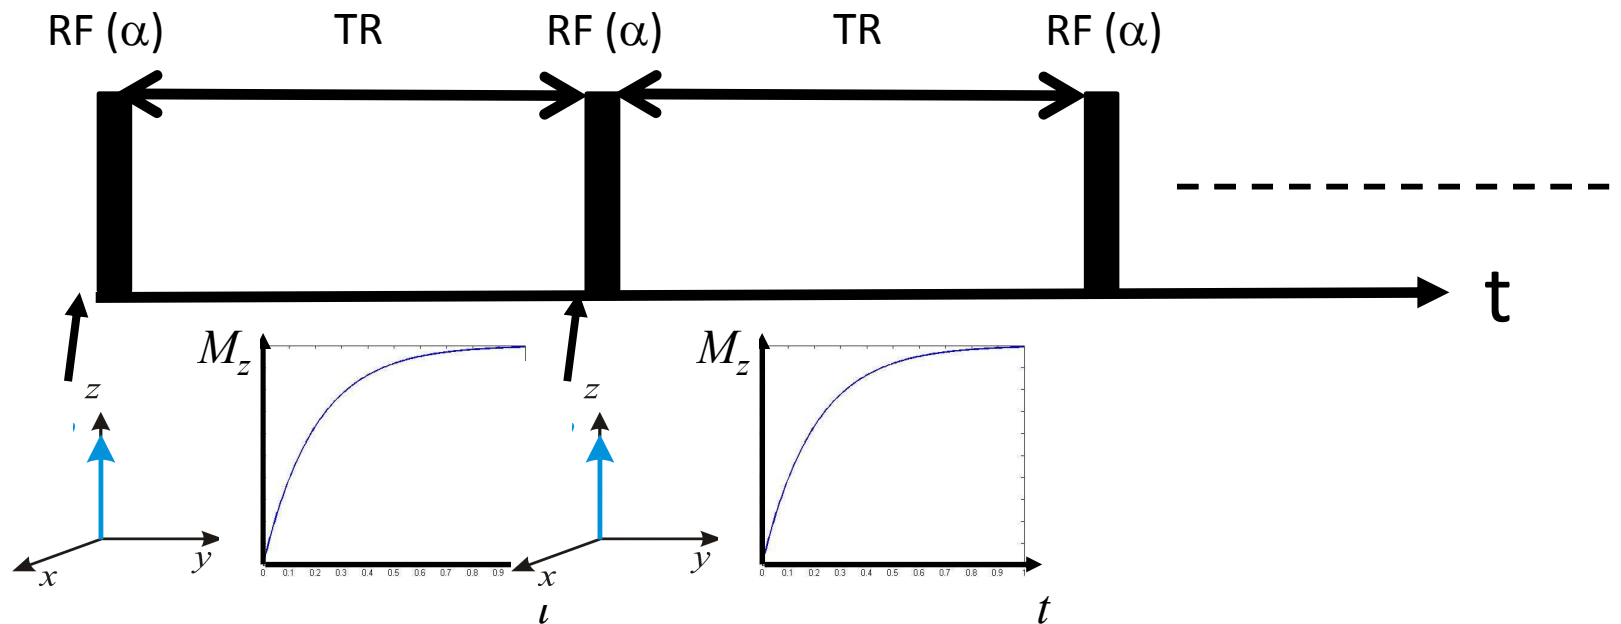 RF (α) TR RF (α) TR RF (α)
t
M_z M_z
z z
y y
x x
0 0.1 0.2 0.3 0.4 0.5 0.6 0.7 0.8 0.9 0 0.1 0.2 0.3 0.4 0.5 0.6 0.7 0.8 0.9 1
t